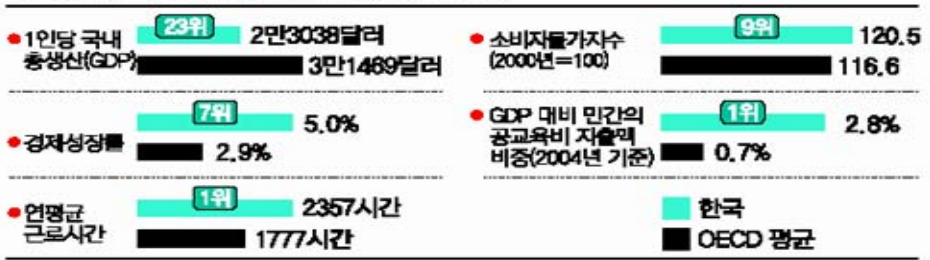 23위
●1인당 국내 2만3038달러
총생산(GDP) 3만1469달러
7위
●경제성장률 5.0%
2.9%
1위
●연평균 2357시간
근로시간 1777시간
9위
●소비자물가지수 120.5
(2000년=100) 116.6
1위
●GDP 대비 민간의
공교육비 지출액 2.8%
비중(2004년 기준) 0.7%
한국
OECD 평균